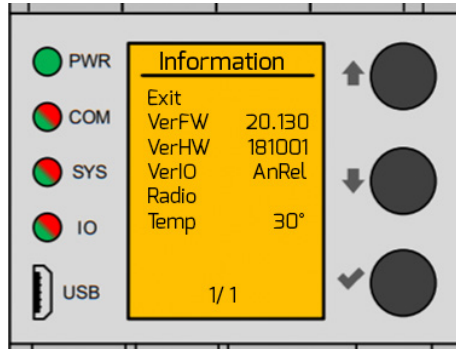 PWR
COM
SYS
IO
USB
Information
Exit
VerFW 20.130
VerHW 181001
VerIO AnRel
Radio
Temp 30°
1/1